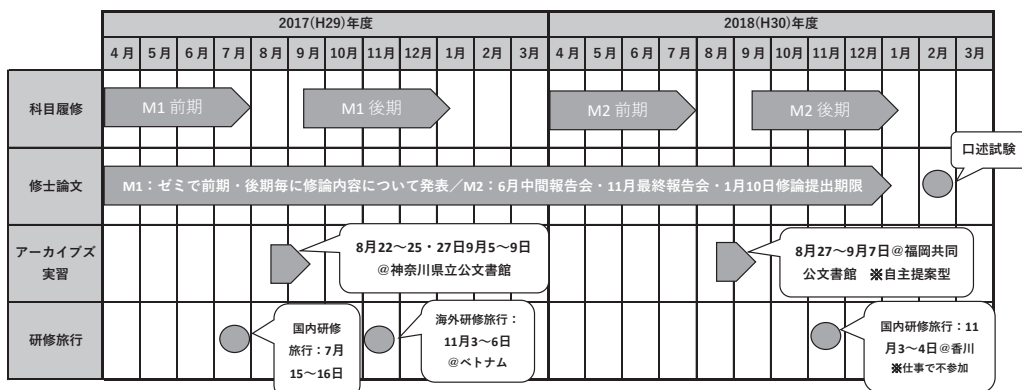 2017(H29)年度 2018(H30)年度
4月 5月 6月 7月 8月 9月 10月 11月 12月 1月 2月 3月 4月 5月 6月 7月 8月 9月 10月 11月 12月 1月 2月 3月
科目履修
M1 前期
M1 後期
M2 前期
M2 後期
修士論文
M1：ゼミで前期・後期毎に修論内容について発表／M2：6月中間報告会・11月最終報告会・1月10日修論提出期限
口述試験
アーカイブズ
実習
8月22～25・27日9月5～9日
@神奈川県立公文書館
8月27～9月7日@福岡共同
公文書館　※自主提案型
研修旅行
国内研修
旅行：7月
15～16日
海外研修旅行：
11月3～6日
@ベトナム
国内研修旅行：11
月3～4日@香川
※仕事で不参加